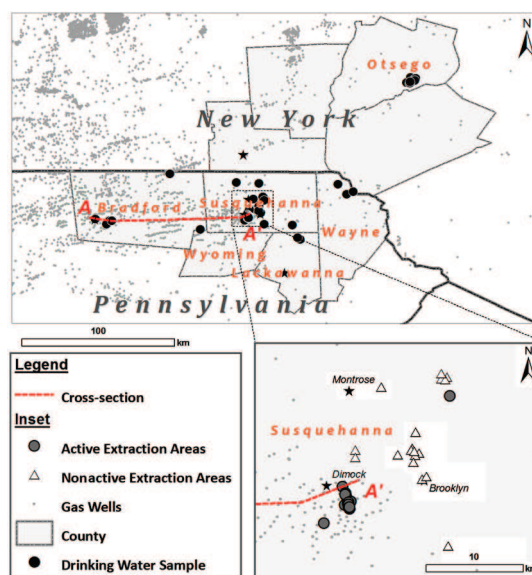 N
Otsego
New York
A Bradford
Susquehanna
A'
Wayne
Wyoming
Lackawanna
Pennsylvania
100
km
Legend
Cross-section
Inset
Active Extraction Areas
Nonactive Extraction Areas
Gas Wells
County
Drinking Water Sample
N
Montrose
Susquehanna
Dimock
A'
Brooklyn
10
km